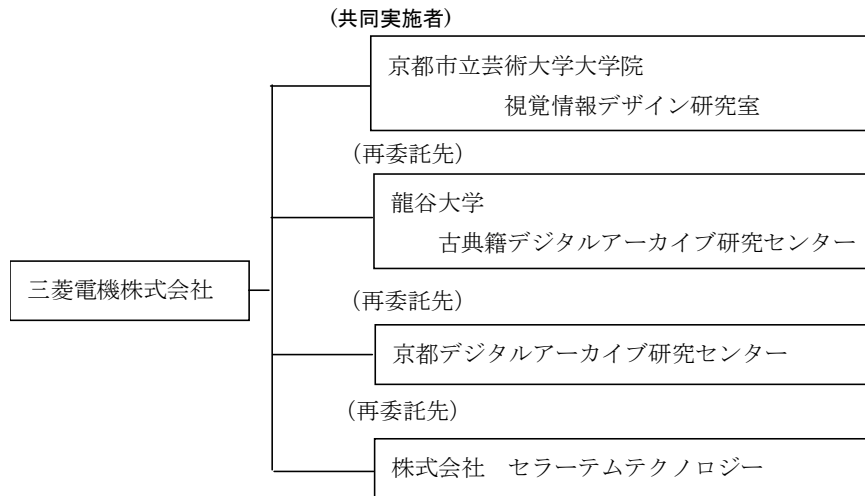 (共同実施者)
京都市立芸術大学大学院
視覚情報デザイン研究室
(再委託先)
龍谷大学
古典籍デジタルアーカイブ研究センター
三菱電機株式会社
(再委託先)
京都デジタルアーカイブ研究センター
(再委託先)
株式会社　セラーテムテクノロジー